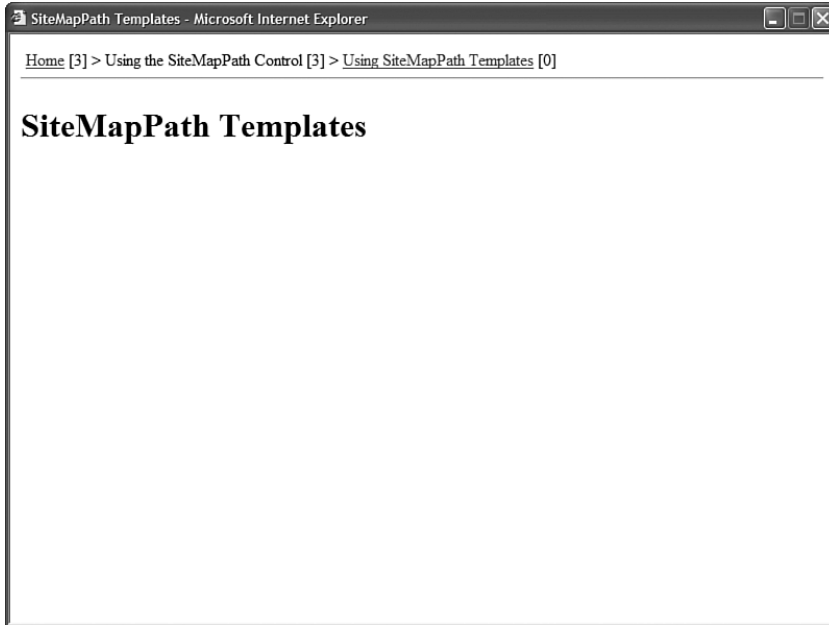 SiteMapPath Templates - Microsoft Internet Explorer
Home [3] > Using the SiteMapPath Control [3] > Using SiteMapPath Templates [0]
SiteMapPath Templates